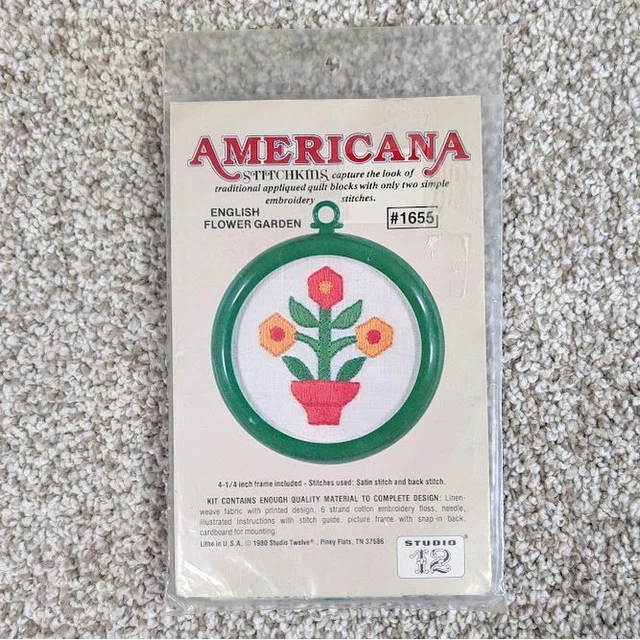 AMERICANA
STITCHKINS capture the look of
traditional appliqued quilt blocks with only two simple
embroidery stitches.
ENGLISH
FLOWER GARDEN
#1655
4-1/4 inch frame included - Stitches used: Satin stitch and back stitch.
KIT CONTAINS ENOUGH QUALITY MATERIAL TO COMPLETE DESIGN: Linen-
weave fabric with printed design, 6 strand cotton embroidery floss, needle,
illustrated instructions with stitch guide, picture frame with snap-in back,
cardboard for mounting.
Litho in U.S.A. © 1980 Studio Twelve®, Piney Flats, TN 37686
STUDIO
12